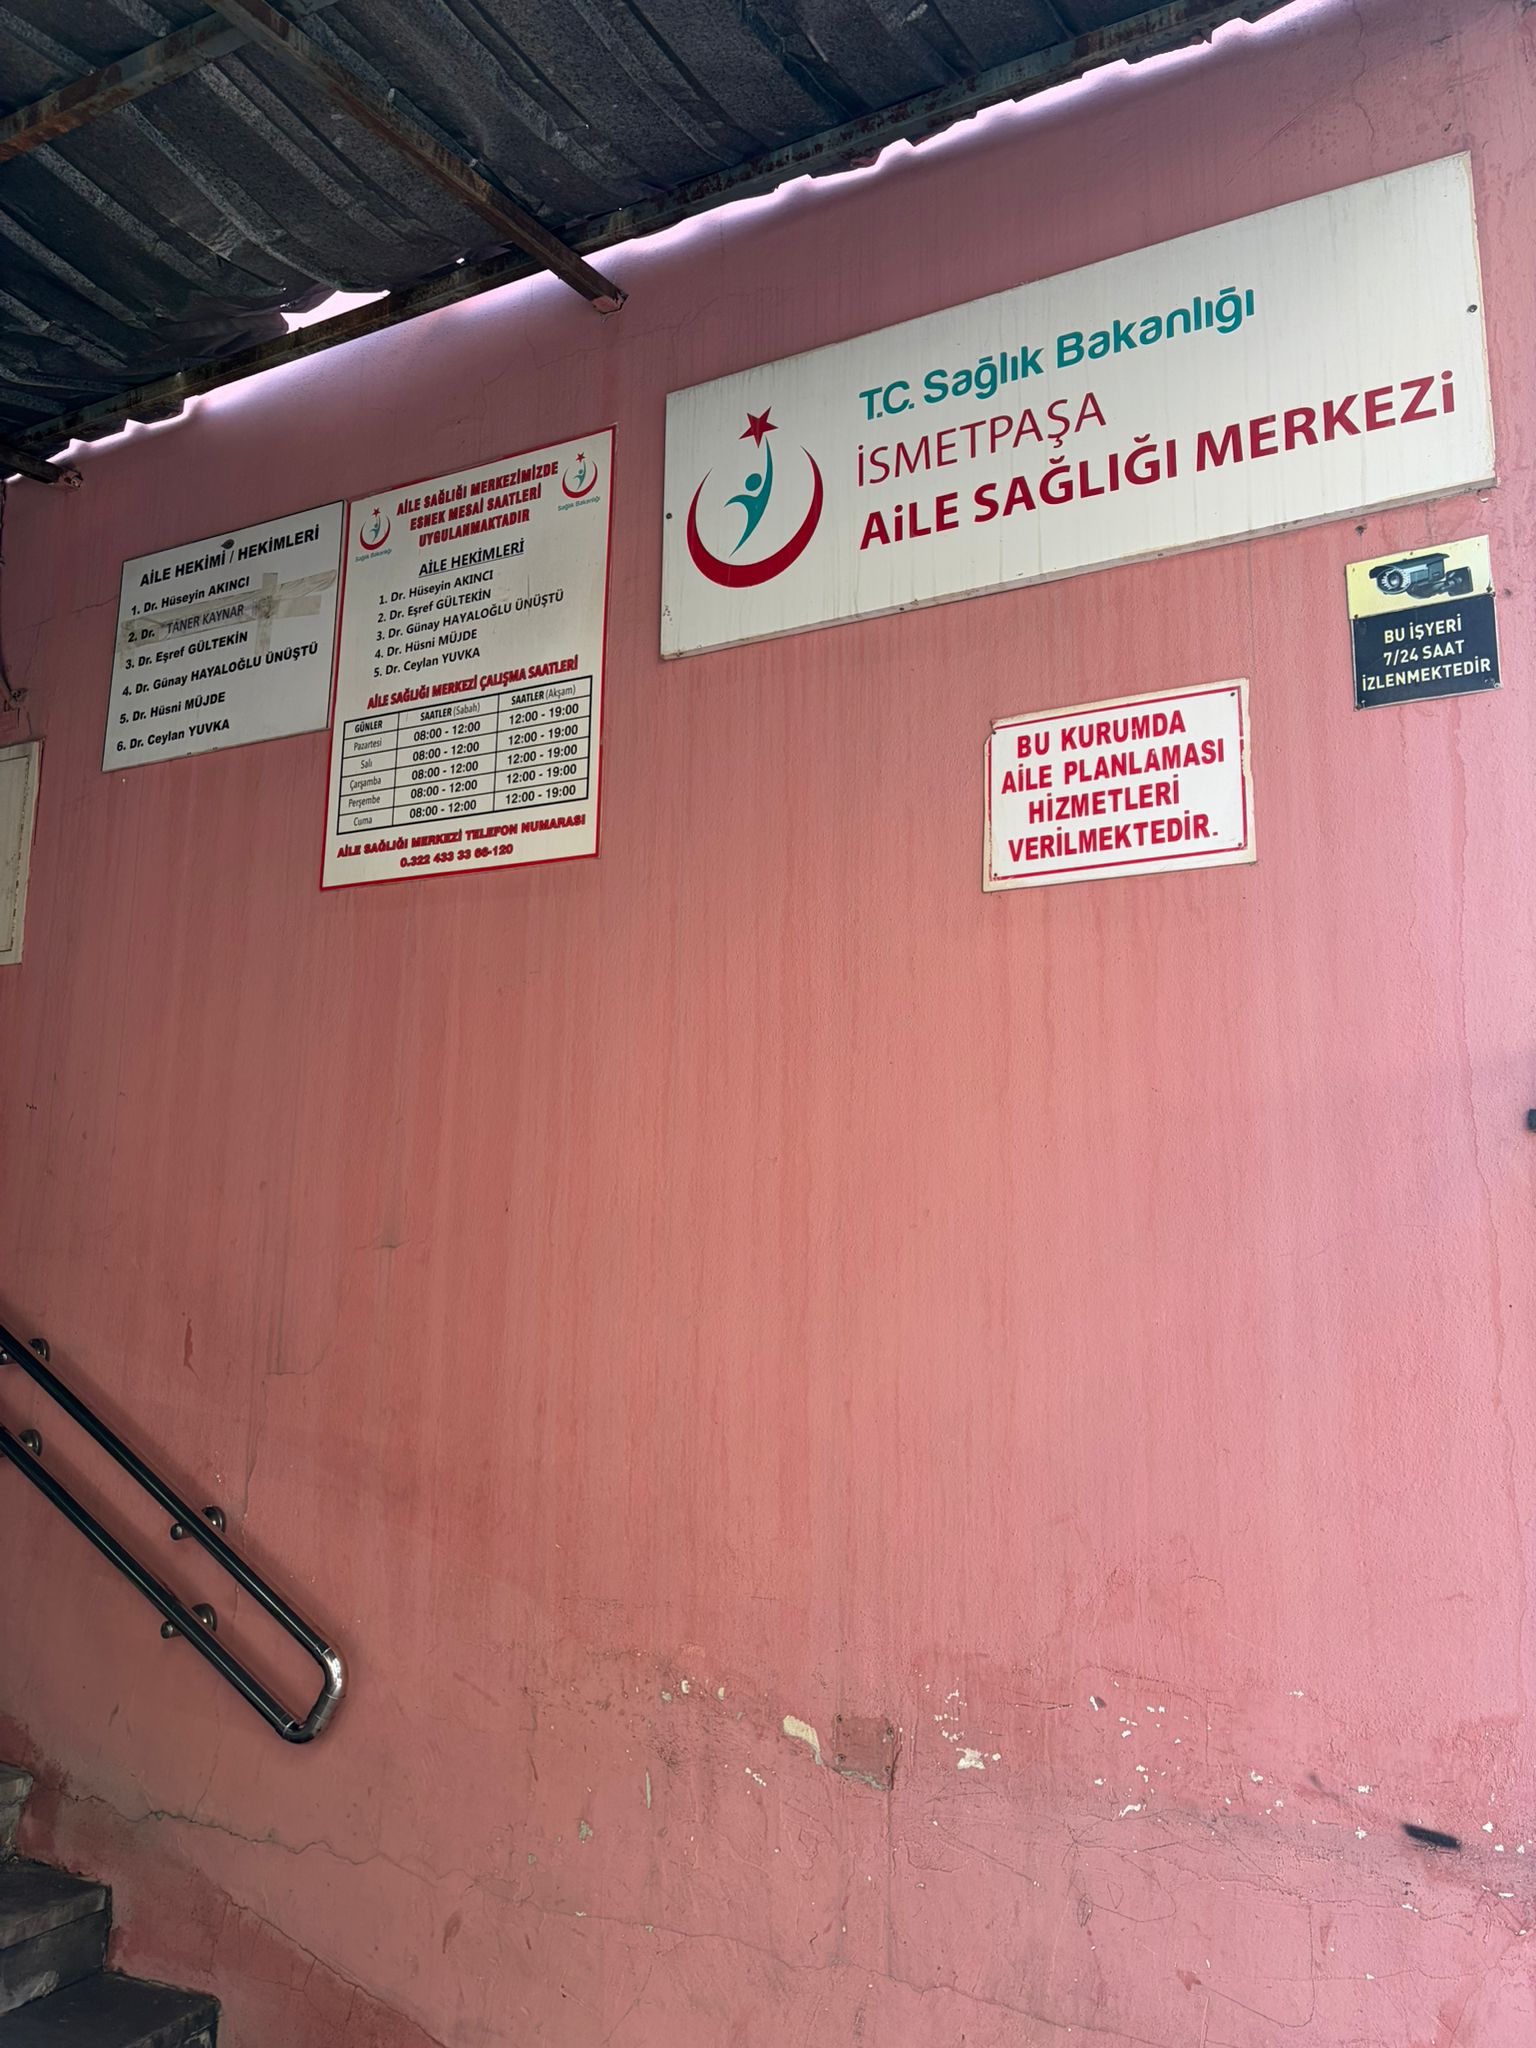 T.C. Sağlık Bakanlığı
İSMETPAŞA
AİLE SAĞLIĞI MERKEZİ
AİLE HEKİMİ / HEKİMLERİ
1. Dr. Hüseyin AKINCI
2. Dr. TANER KAYNAR
3. Dr. Eşref GÜLTEKİN
4. Dr. Günay HAYALOĞLU ÜNÜŞTÜ
5. Dr. Hüsni MÜJDE
6. Dr. Ceylan YUVKA
AİLE SAĞLIĞI MERKEZİMİZDE
ESNEK MESAİ SAATLERİ
UYGULANMAKTADIR
Sağlık Bakanlığı
Sağlık Bakanlığı
AİLE HEKİMLERİ
1. Dr. Hüseyin AKINCI
2. Dr. Eşref GÜLTEKİN
3. Dr. Günay HAYALOĞLU ÜNÜŞTÜ
4. Dr. Hüsni MÜJDE
5. Dr. Ceylan YUVKA
AİLE SAĞLIĞI MERKEZİ ÇALIŞMA SAATLERİ
GÜNLER SAATLER (Sabah) SAATLER (Akşam)
Pazartesi 08:00 - 12:00 12:00 - 19:00
Salı 08:00 - 12:00 12:00 - 19:00
Çarşamba 08:00 - 12:00 12:00 - 19:00
Perşembe 08:00 - 12:00 12:00 - 19:00
Cuma 08:00 - 12:00 12:00 - 19:00
AİLE SAĞLIĞI MERKEZİ TELEFON NUMARASI
0.322 433 33 66-120
BU İŞYERİ
7/24 SAAT
İZLENMEKTEDİR
BU KURUMDA
AİLE PLANLAMASI
HİZMETLERİ
VERİLMEKTEDİR.